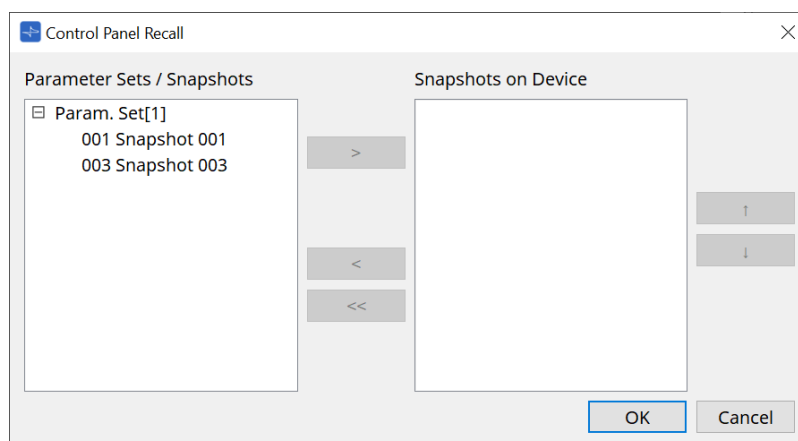 Control Panel Recall
Parameter Sets / Snapshots
Snapshots on Device
Param. Set[1]
001 Snapshot 001
003 Snapshot 003
>
<
<<
↑
↓
OK
Cancel